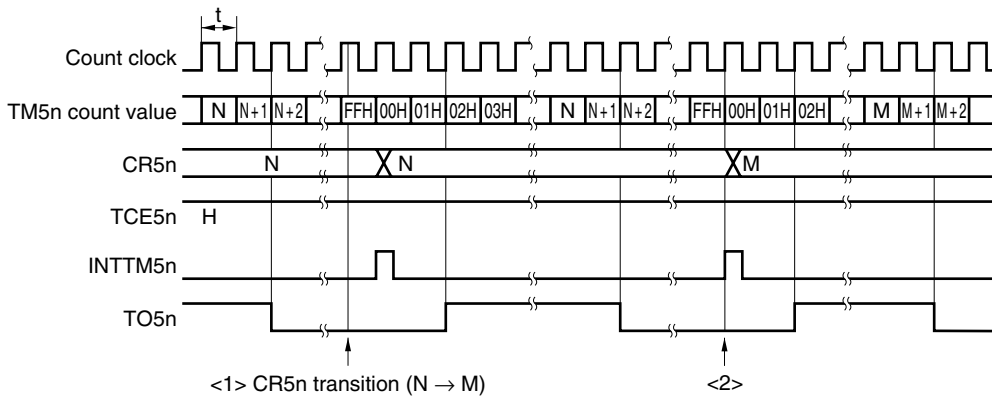 t
Count clock
TM5n count value N N+1 N+2 FFH 00H 01H 02H 03H N N+1 N+2 FFH 00H 01H 02H M M+1 M+2
CR5n N N M
TCE5n H
INTTM5n
TO5n
<1> CR5n transition (N → M) <2>